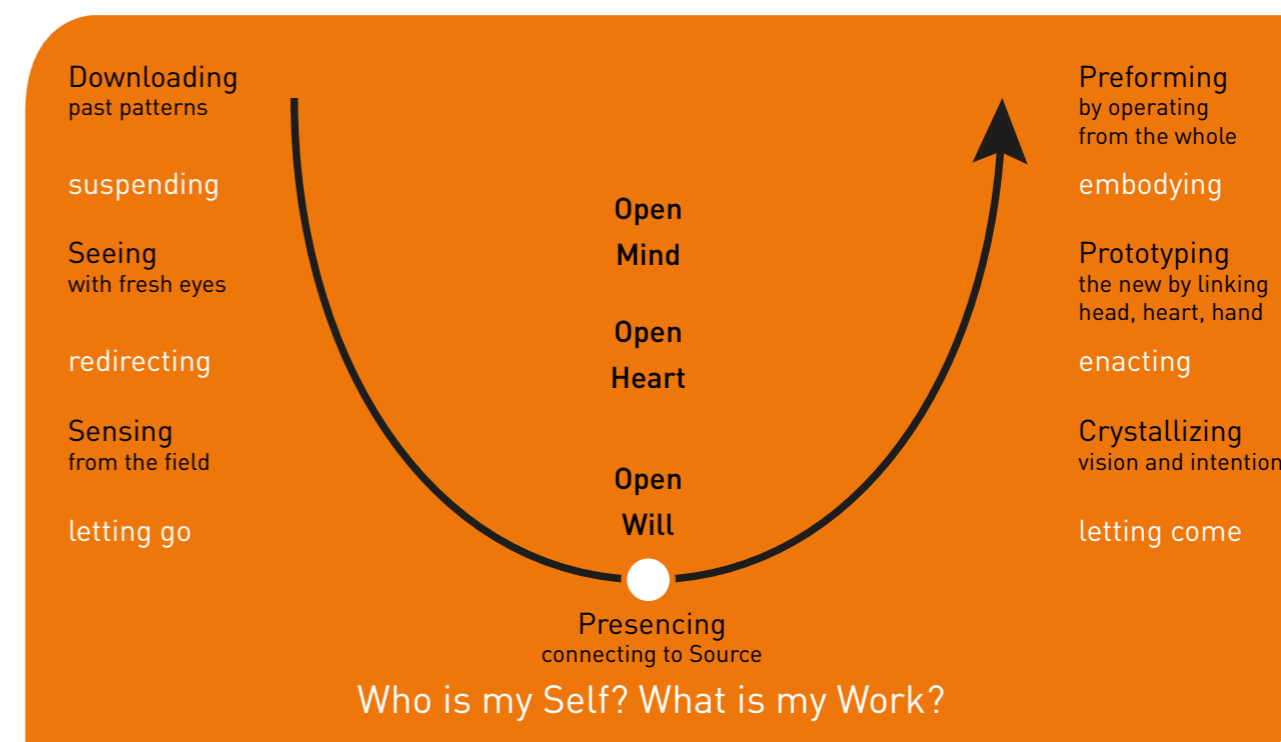 Downloading
past patterns
suspending
Seeing
with fresh eyes
redirecting
Sensing
from the field
letting go
Open
Mind
Open
Heart
Open
Will
Presencing
connecting to Source
Who is my Self? What is my Work?
Preforming
by operating
from the whole
embodying
Prototyping
the new by linking
head, heart, hand
enacting
Crystallizing
vision and intention
letting come